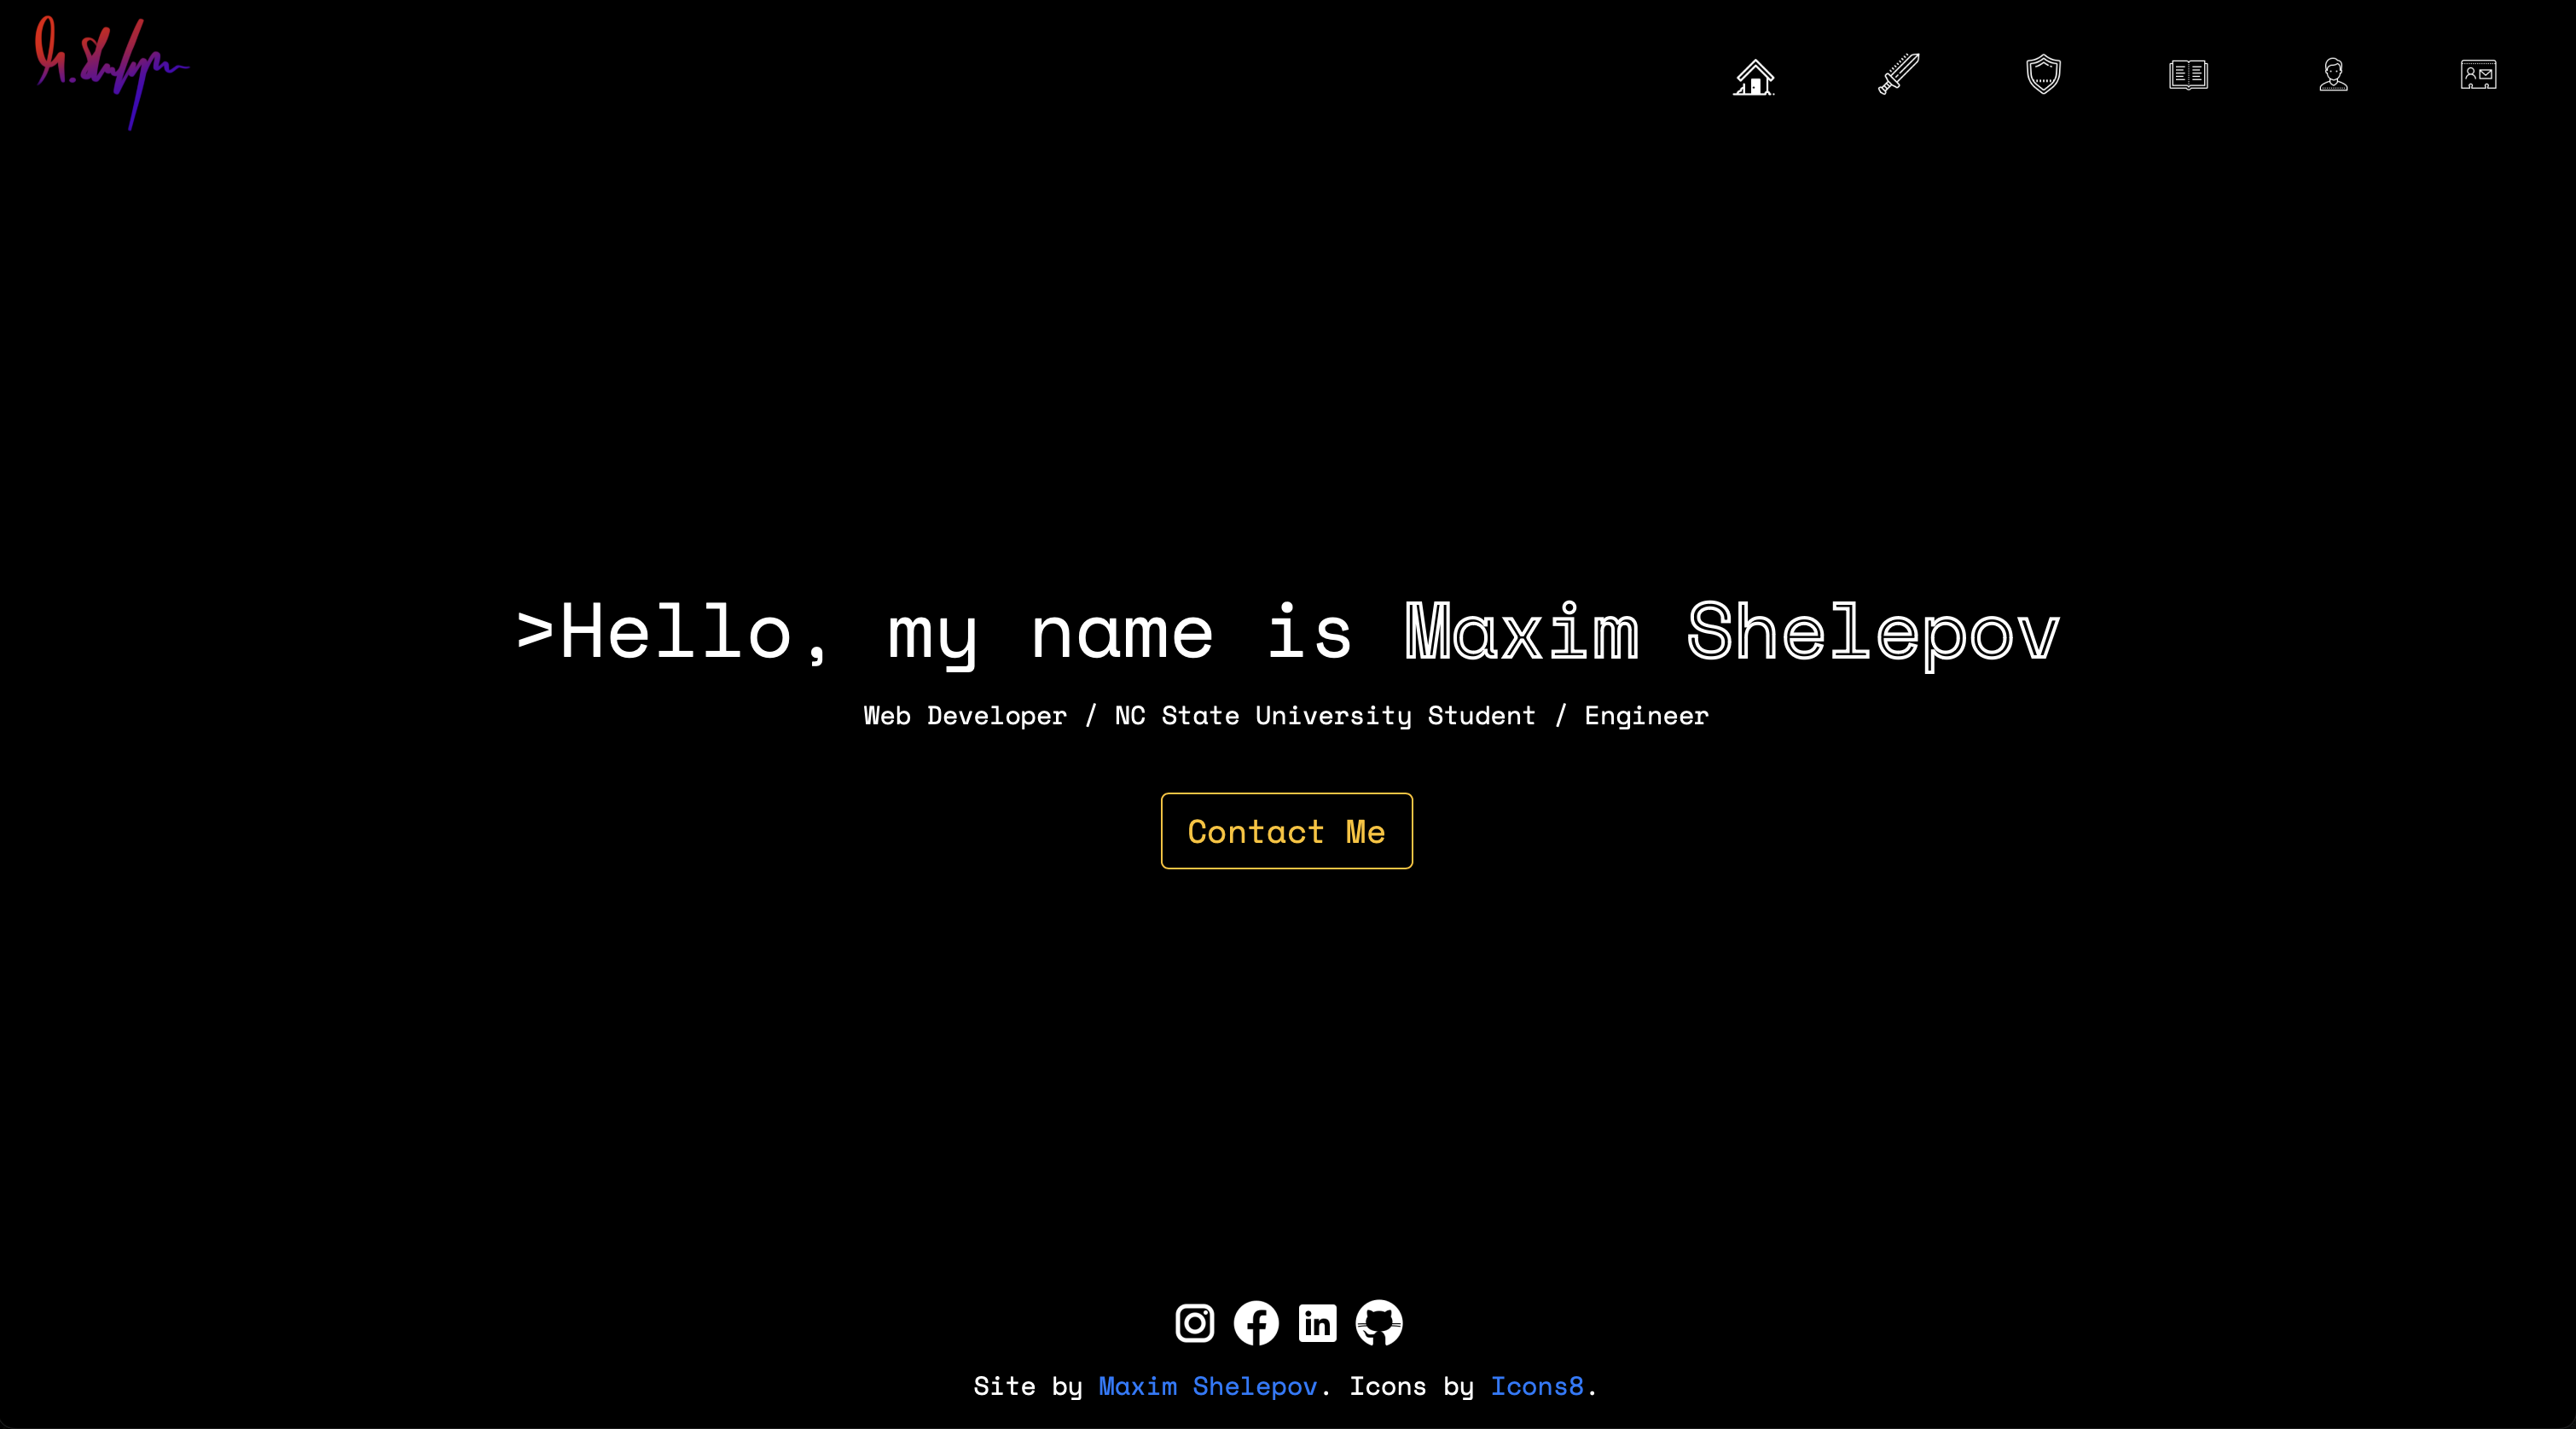 >Hello, my name is Maxim Shelepov
Web Developer / NC State University Student / Engineer
Contact Me
Site by Maxim Shelepov. Icons by Icons8.